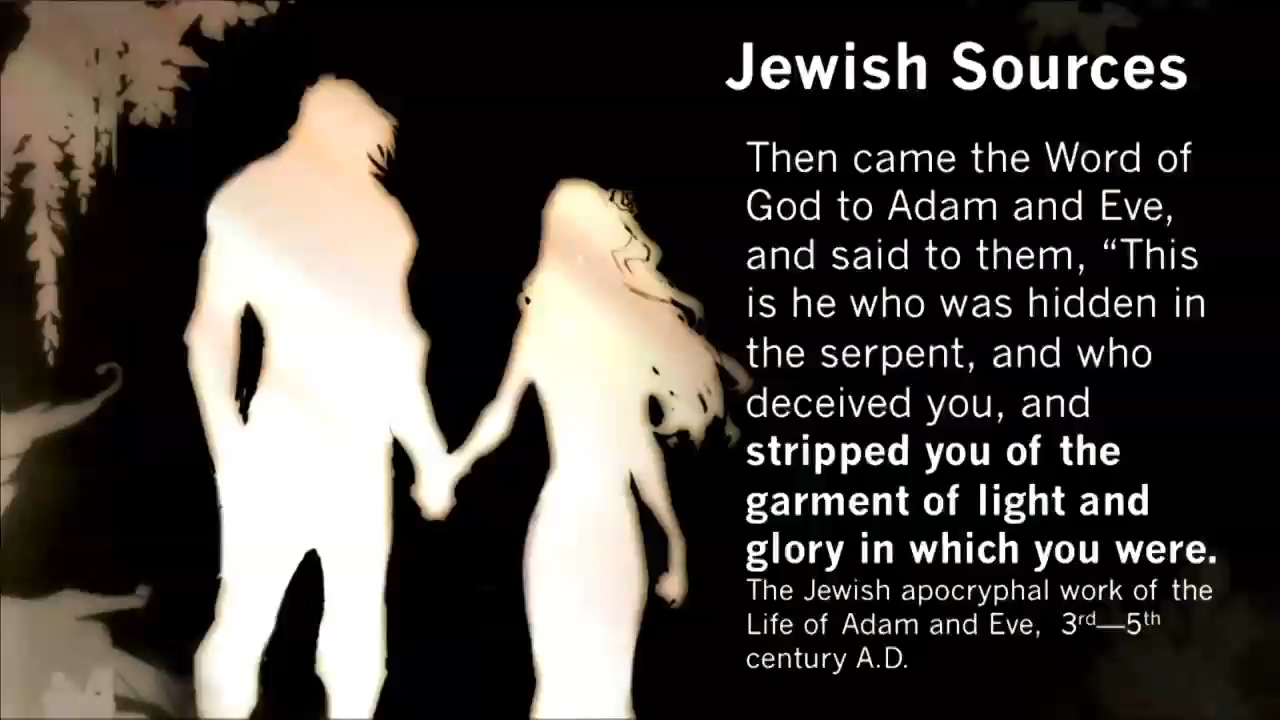 Jewish Sources
Then came the Word of
God to Adam and Eve,
and said to them, “This
is he who was hidden in
the serpent, and who
deceived you, and
stripped you of the
garment of light and
glory in which you were.
The Jewish apocryphal work of the
Life of Adam and Eve, 3rd—5th
century A.D.